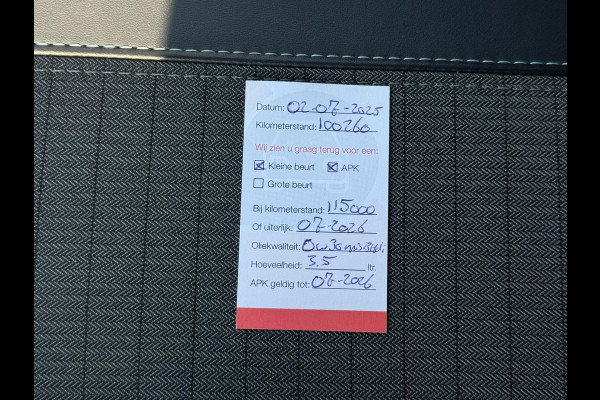 Datum: 02-07-2025
Kilometerstand: 100260
Wij zien u graag terug voor een:
Kleine beurt APK
Grote beurt
Bij kilometerstand: 115000
Of uiterlijk: 07-2026
Oliekwaliteit:
Hoeveelheid: 3.5 ltr.
APK geldig tot: 07-2026